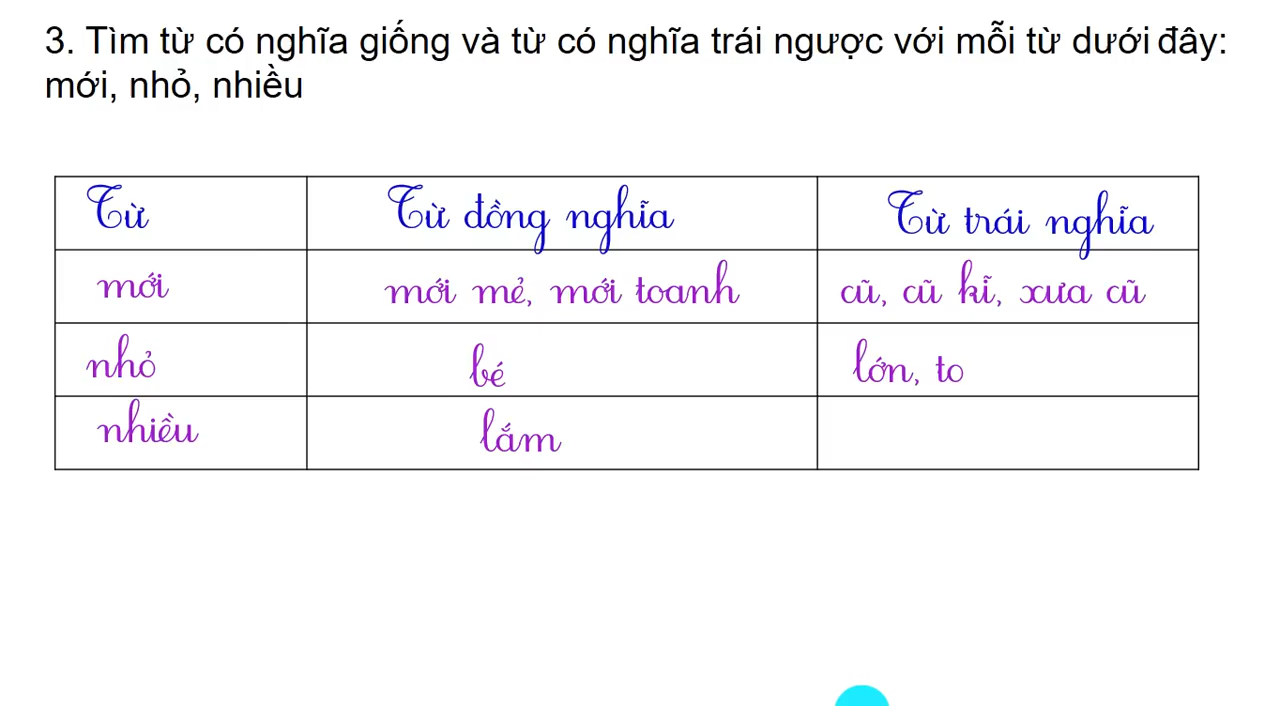 3. Tìm từ có nghĩa giống và từ có nghĩa trái ngược với mỗi từ dưới đây:
mới, nhỏ, nhiều
Từ Từ đồng nghĩa Từ trái nghĩa
mới mới mẻ, mới toanh cũ, cũ kĩ, xưa cũ
nhỏ bé lớn, to
nhiều lắm